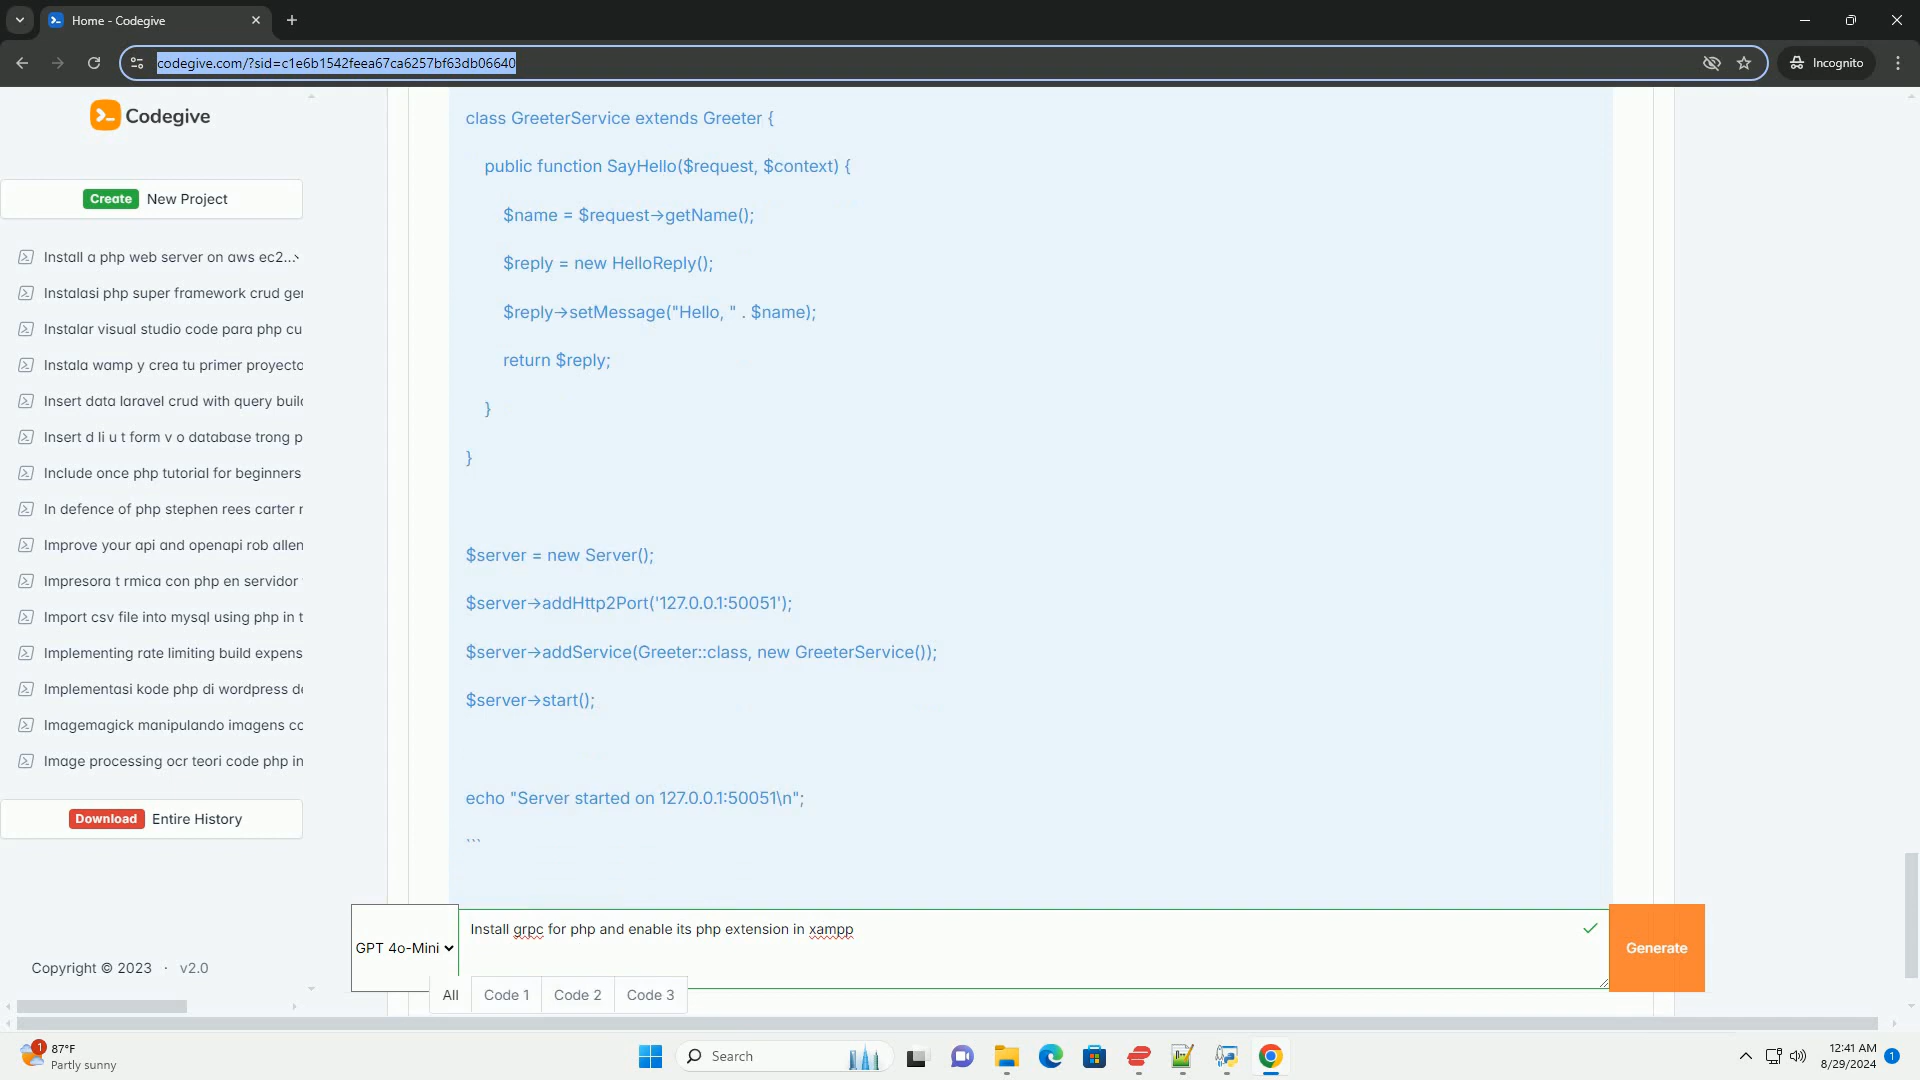 Home - Codegive
codegive.com/?sid=c1e6b1542feea67ca6257bf63db06640
Incognito
Codegive
Create New Project
Install a php web server on aws ec2...
Instalasi php super framework crud ger
Instalar visual studio code para php cu
Instala wamp y crea tu primer proyecto
Insert data laravel crud with query buil
Insert d li u t form v o database trong p
Include once php tutorial for beginners
In defence of php stephen rees carter r
Improve your api and openapi rob allen
Impresora t rmica con php en servidor
Import csv file into mysql using php in t
Implementing rate limiting build expens
Implementasi kode php di wordpress de
Imagemagick manipulando imagens co
Image processing ocr teori code php in
Download Entire History
Copyright © 2023 · v2.0
class GreeterService extends Greeter {
public function SayHello($request, $context) {
$name = $request->getName();
$reply = new HelloReply();
$reply->setMessage("Hello, " . $name);
return $reply;
}
}
$server = new Server();
$server->addHttp2Port('127.0.0.1:50051');
$server->addService(Greeter::class, new GreeterService());
$server->start();
echo "Server started on 127.0.0.1:50051\n";
```
GPT 4o-Mini
Install grpc for php and enable its php extension in xampp
Generate
All Code 1 Code 2 Code 3
1
87°F
Partly sunny
Search
12:41 AM
8/29/2024
1